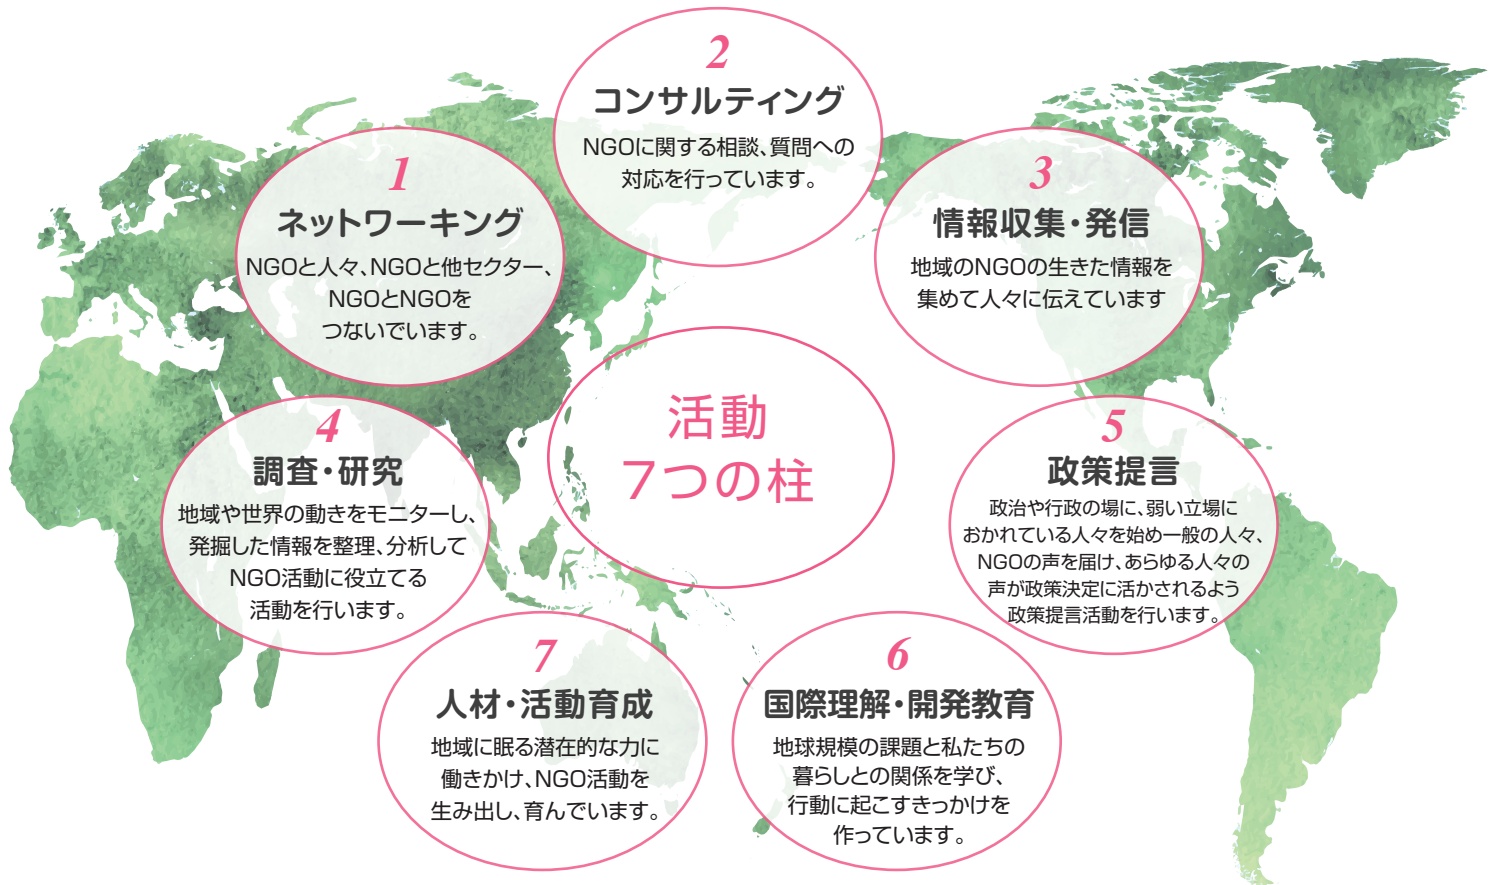 1
ネットワーキング
NGOと人々、NGOと他セクター、
NGOとNGOを
つないでいます。
2
コンサルティング
NGOに関する相談、質問への
対応を行っています。
3
情報収集・発信
地域のNGOの生きた情報を
集めて人々に伝えています
活動
7つの柱
4
調査・研究
地域や世界の動きをモニターし、
発掘した情報を整理、分析して
NGO活動に役立てる
活動を行います。
5
政策提言
政治や行政の場に、弱い立場に
おかれている人々を始め一般の人々、
NGOの声を届け、あらゆる人々の
声が政策決定に活かされるよう
政策提言活動を行います。
6
国際理解・開発教育
地球規模の課題と私たちの
暮らしとの関係を学び、
行動に起こすきっかけを
作っています。
7
人材・活動育成
地域に眠る潜在的な力に
働きかけ、NGO活動を
生み出し、育んでいます。